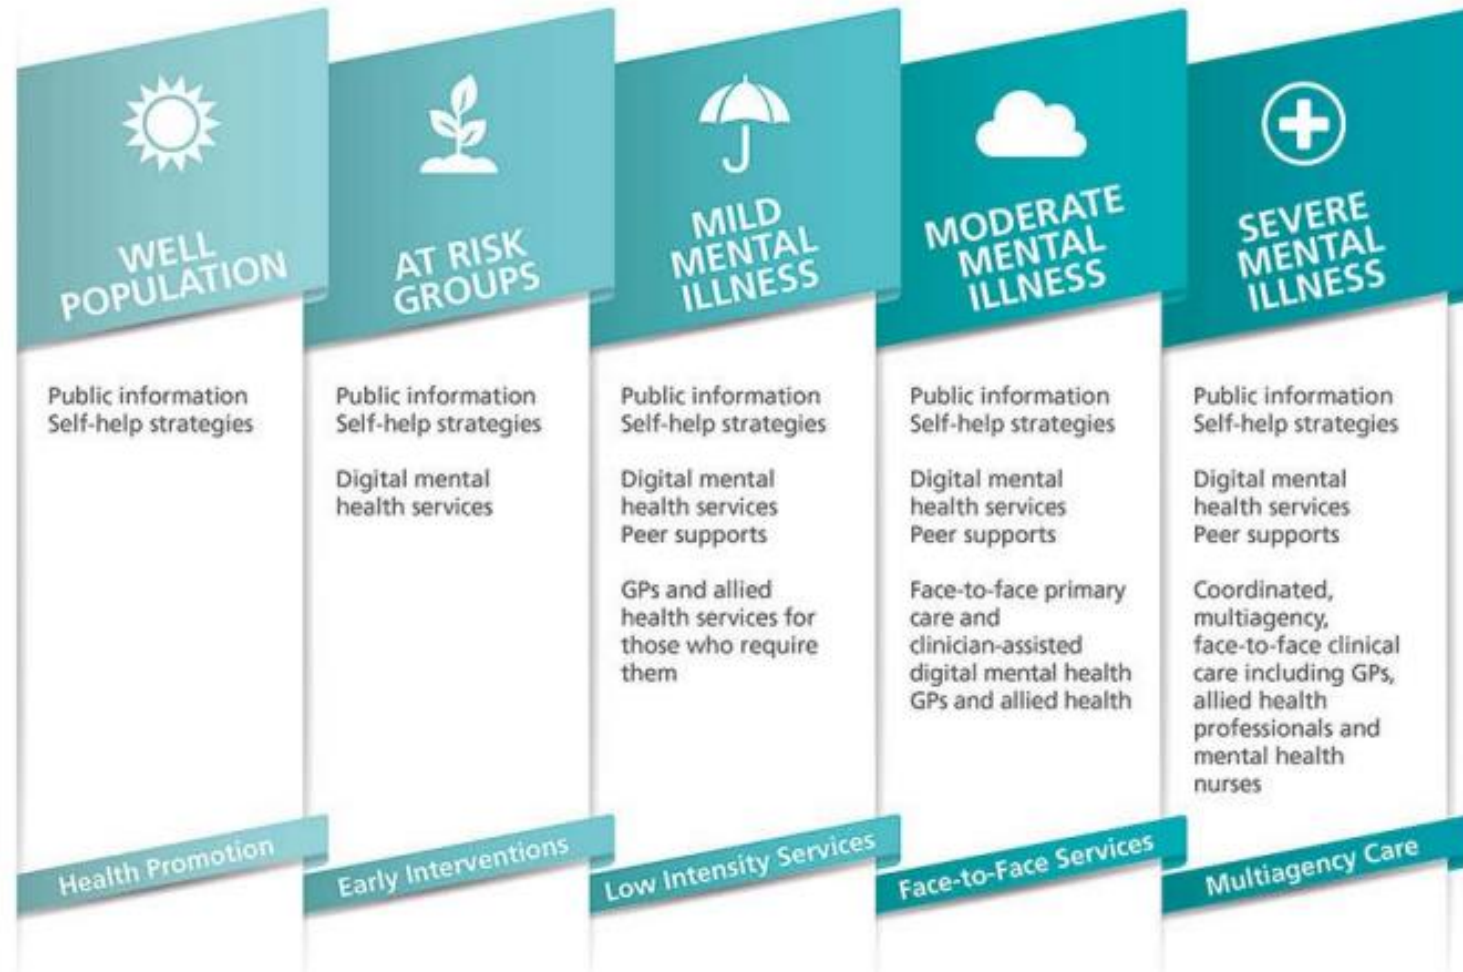 WELL
POPULATION
Public information
Self-help strategies
Health Promotion
AT RISK
GROUPS
Public information
Self-help strategies
Digital mental
health services
Early Interventions
MILD
MENTAL
ILLNESS
Public information
Self-help strategies
Digital mental
health services
Peer supports
GPs and allied
health services for
those who require
them
Low Intensity Services
MODERATE
MENTAL
ILLNESS
Public information
Self-help strategies
Digital mental
health services
Peer supports
Face-to-face primary
care and
clinician-assisted
digital mental health
GPs and allied health
Face-to-Face Services
SEVERE
MENTAL
ILLNESS
Public information
Self-help strategies
Digital mental
health services
Peer supports
Coordinated,
multiagency,
face-to-face clinical
care including GPs,
allied health
professionals and
mental health
nurses
Multiagency Care